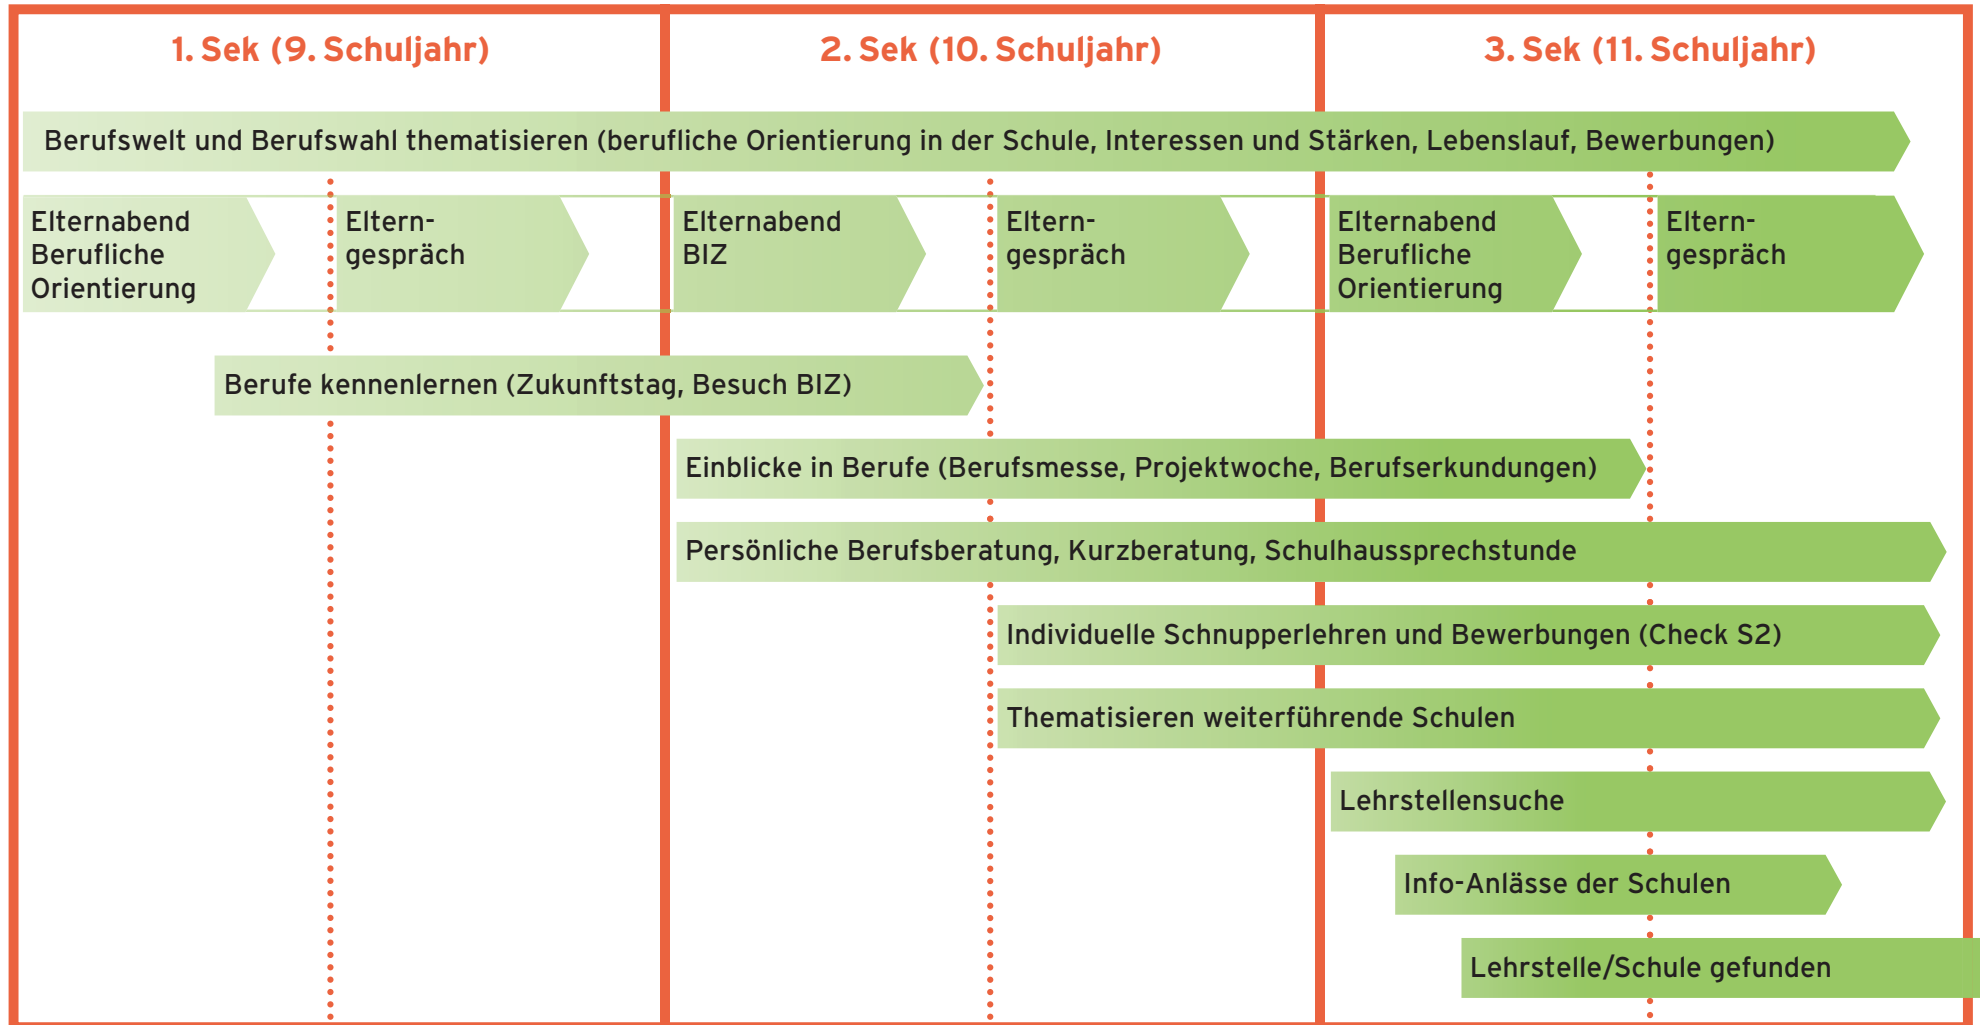 1. Sek (9. Schuljahr)
2. Sek (10. Schuljahr)
3. Sek (11. Schuljahr)
Berufswelt und Berufswahl thematisieren (berufliche Orientierung in der Schule, Interessen und Stärken, Lebenslauf, Bewerbungen)
Elternabend
Berufliche
Orientierung
Eltern-
gespräch
Elternabend
BIZ
Eltern-
gespräch
Elternabend
Berufliche
Orientierung
Eltern-
gespräch
Berufe kennenlernen (Zukunftstag, Besuch BIZ)
Einblicke in Berufe (Berufsmesse, Projektwoche, Berufserkundungen)
Persönliche Berufsberatung, Kurzberatung, Schulhaussprechstunde
Individuelle Schnupperlehren und Bewerbungen (Check S2)
Thematisieren weiterführende Schulen
Lehrstellensuche
Info-Anlässe der Schulen
Lehrstelle/Schule gefunden